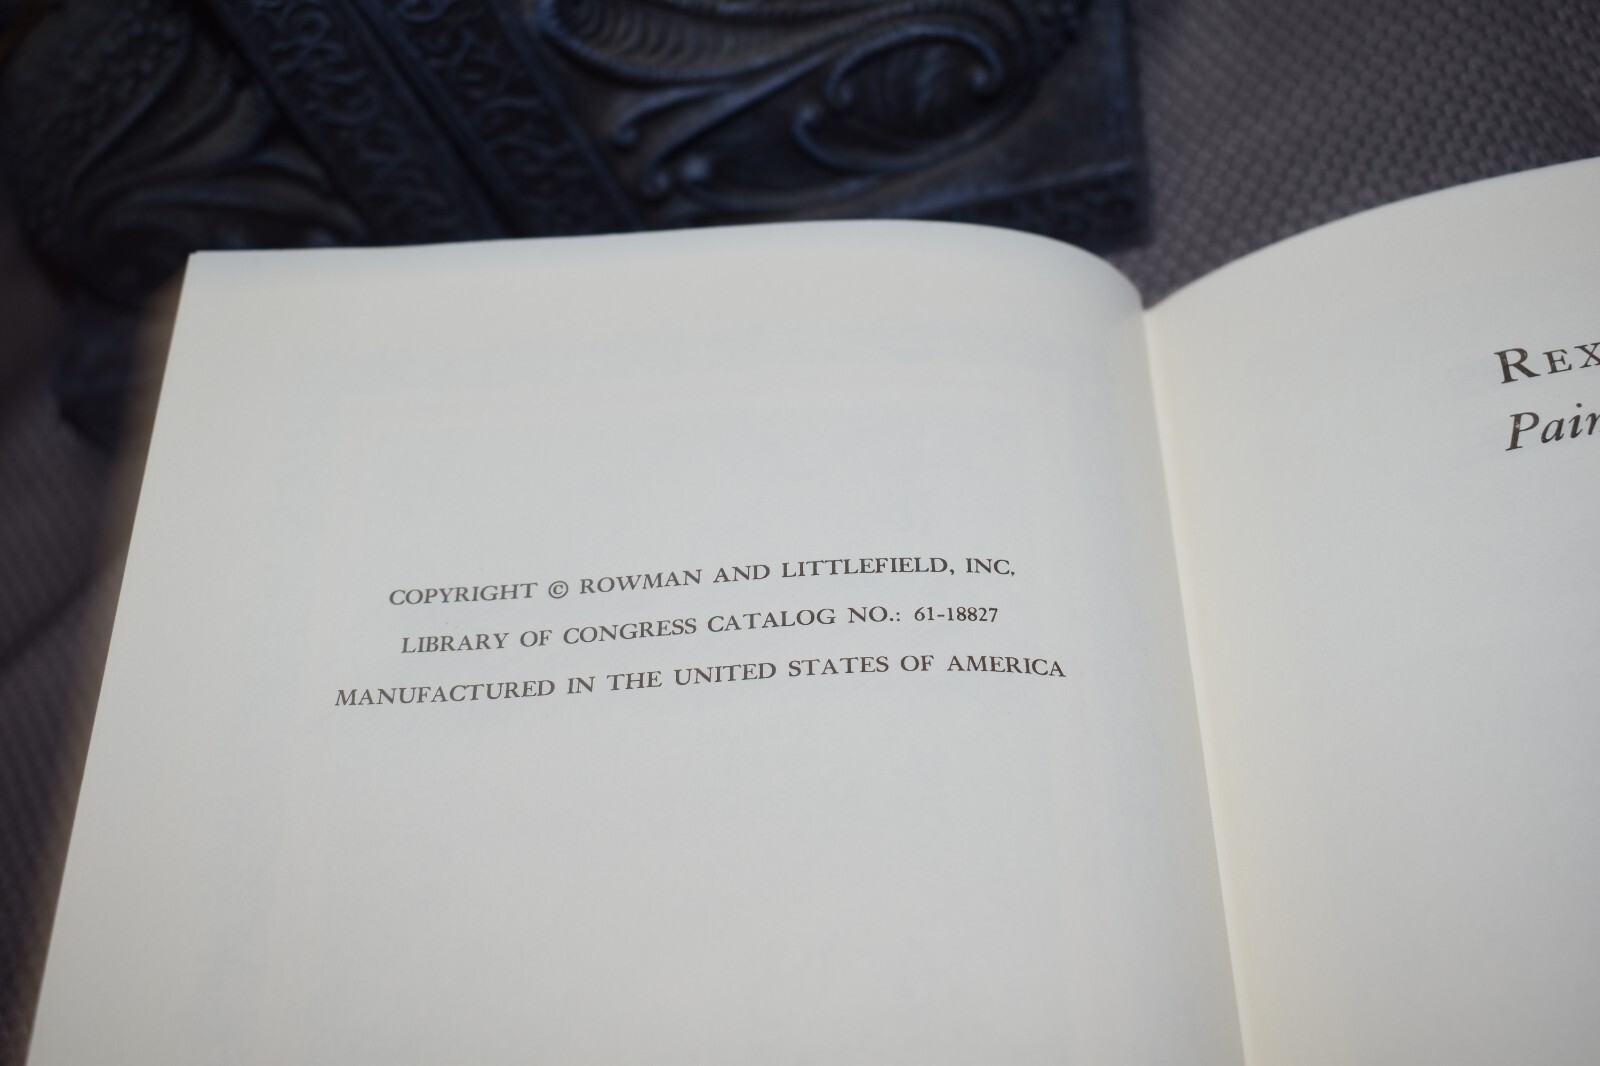 COPYRIGHT © ROWMAN AND LITTLEFIELD, INC.
LIBRARY OF CONGRESS CATALOG NO.: 61-18827
MANUFACTURED IN THE UNITED STATES OF AMERICA
REX